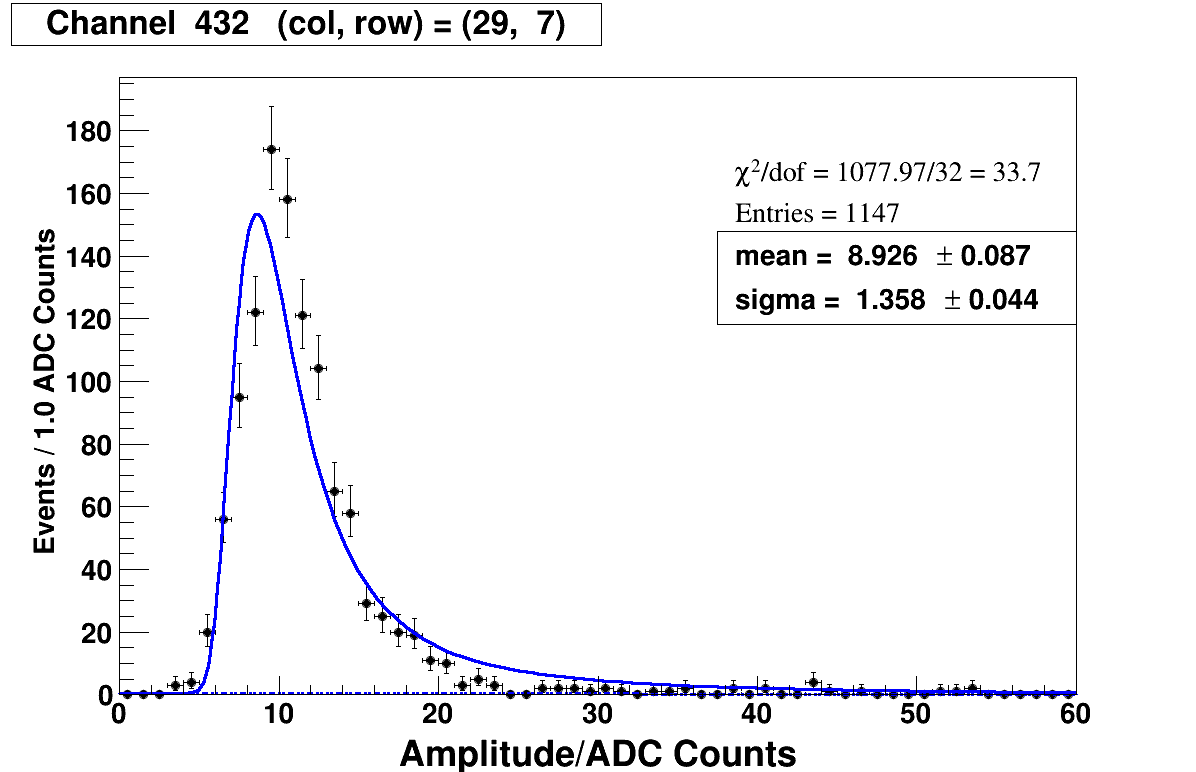 Channel 432 (col, row) = (29, 7)
χ²/dof = 1077.97/32 = 33.7
Entries = 1147
mean = 8.926 ± 0.087
sigma = 1.358 ± 0.044
Events / 1.0 ADC Counts
180
160
140
120
100
80
60
40
20
0
0 10 20 30 40 50 60
Amplitude/ADC Counts